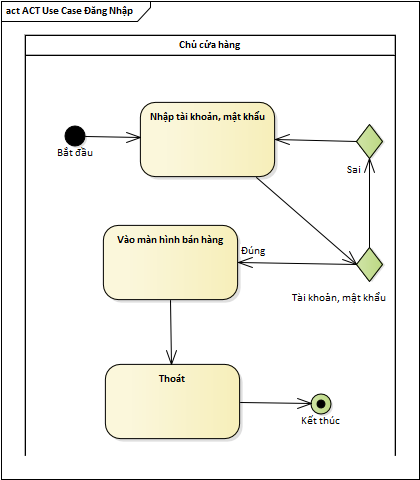 act ACT Use Case Đăng Nhập
Chủ cửa hàng
Nhập tài khoản, mật khẩu
Bắt đầu
Sai
Vào màn hình bán hàng
Đúng
Tài khoản, mật khẩu
Thoát
Kết thúc